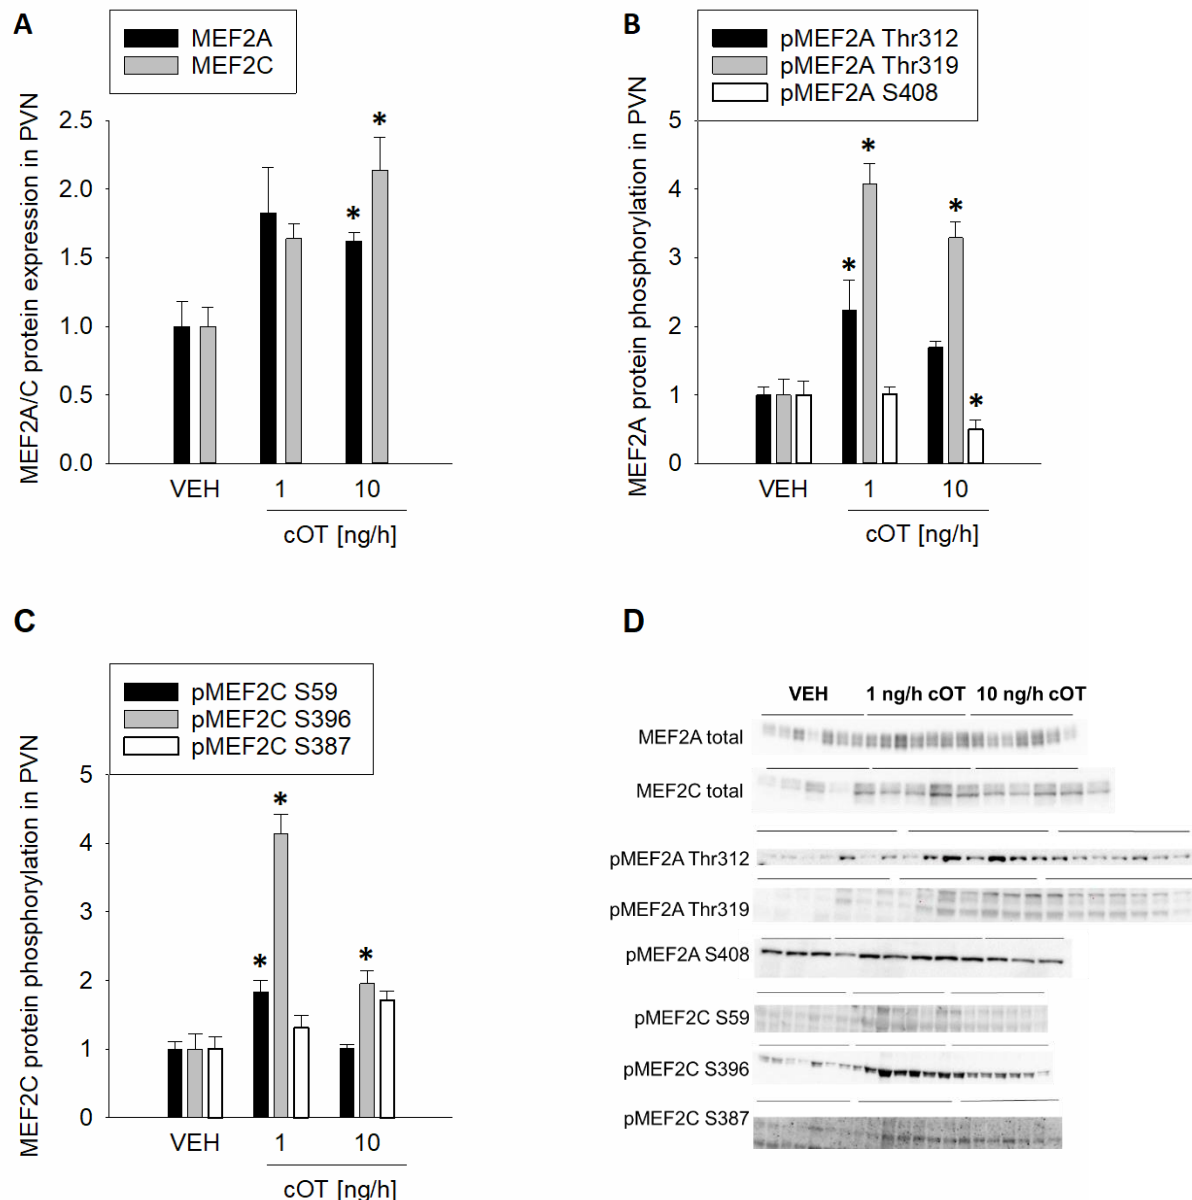 A
MEF2A
MEF2C
MEF2A/C protein expression in PVN
2.5
2.0
1.5
1.0
0.5
0.0
*
*
VEH
1
10
cOT [ng/h]
B
pMEF2A Thr312
pMEF2A Thr319
pMEF2A S408
MEF2A protein phosphorylation in PVN
5
4
3
2
1
0
*
*
*
*
VEH
1
10
cOT [ng/h]
C
pMEF2C S59
pMEF2C S396
pMEF2C S387
MEF2C protein phosphorylation in PVN
5
4
3
2
1
0
*
*
*
VEH
1
10
cOT [ng/h]
D
VEH 1 ng/h cOT 10 ng/h cOT
MEF2A total
MEF2C total
pMEF2A Thr312
pMEF2A Thr319
pMEF2A S408
pMEF2C S59
pMEF2C S396
pMEF2C S387